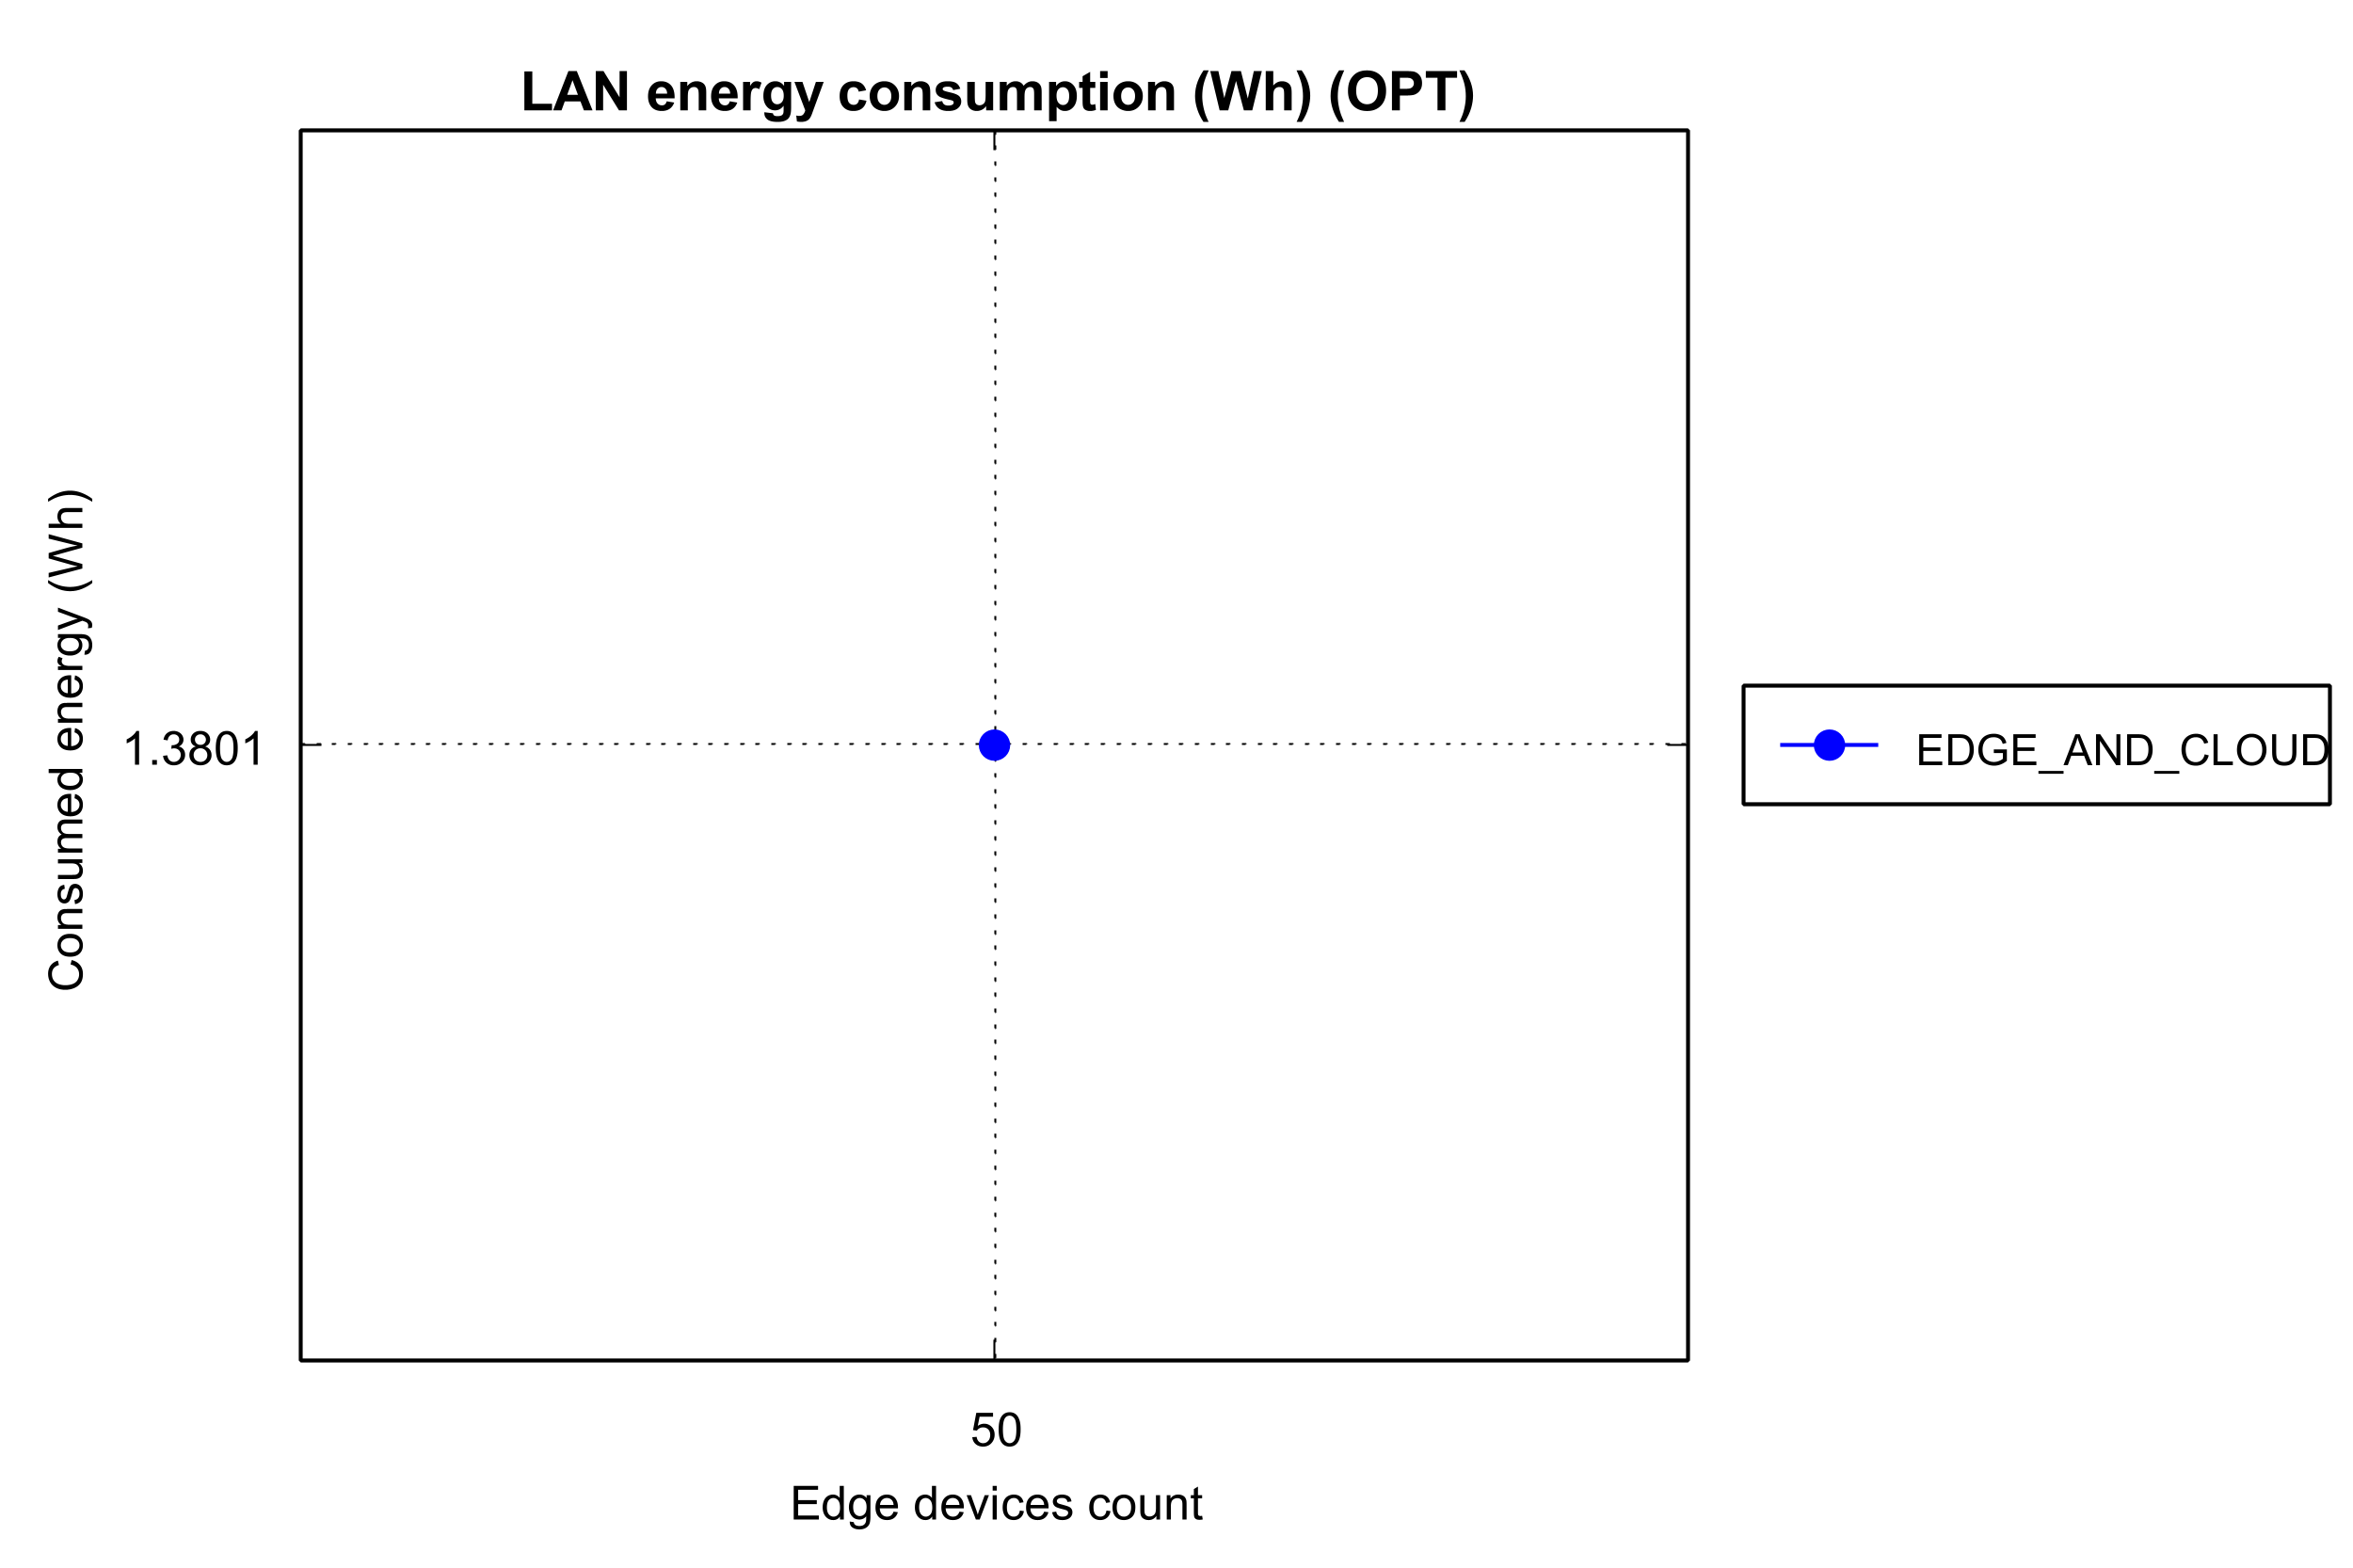 LAN energy consumption (Wh) (OPT)
Consumed energy (Wh)
1.3801
EDGE_AND_CLOUD
50
Edge devices count